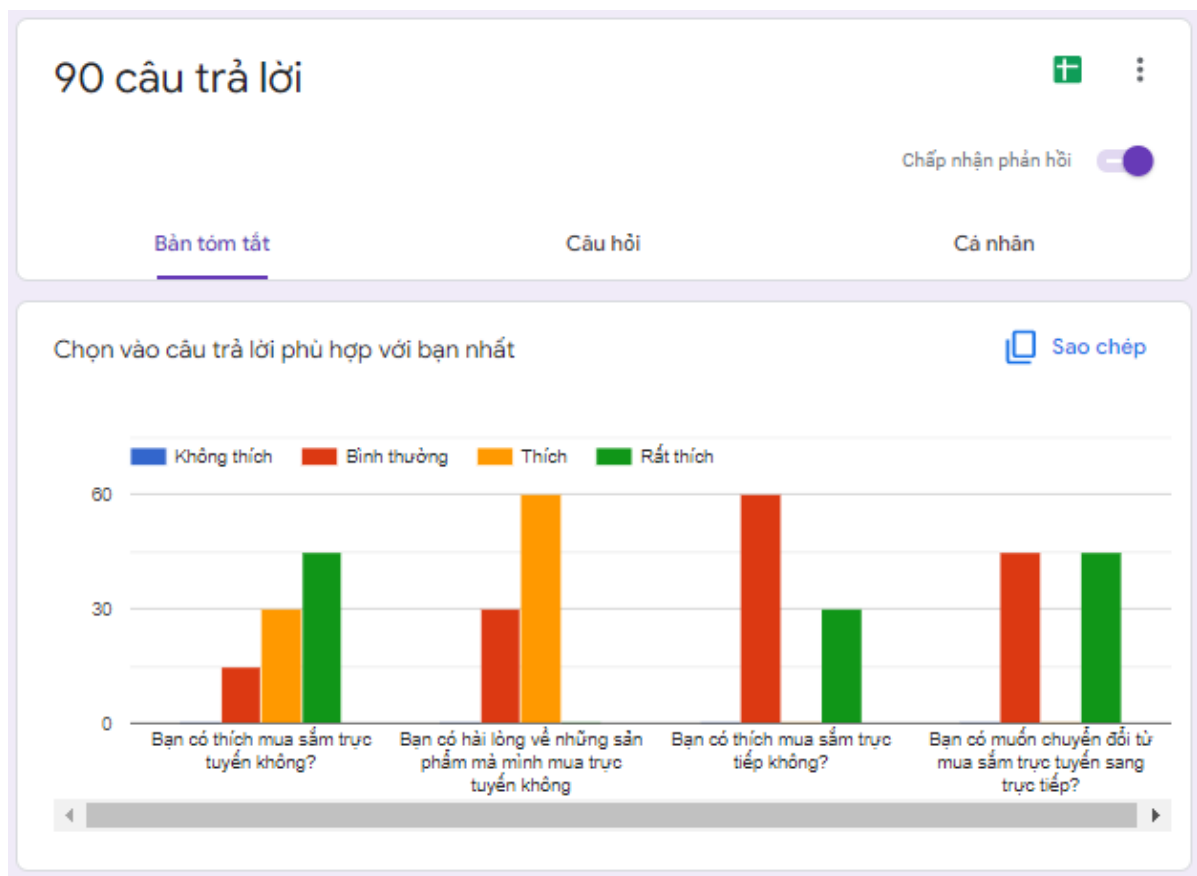 90 câu trả lời
Chấp nhận phản hồi
Bản tóm tắt Câu hỏi Cá nhân
Chọn vào câu trả lời phù hợp với bạn nhất
Sao chép
Không thích Bình thường Thích Rất thích
60
30
0
Bạn có thích mua sắm trực
tuyến không?
Bạn có hài lòng về những sản
phẩm mà mình mua trực
tuyến không
Bạn có thích mua sắm trực
tiếp không?
Bạn có muốn chuyển đổi từ
mua sắm trực tuyến sang
trực tiếp?